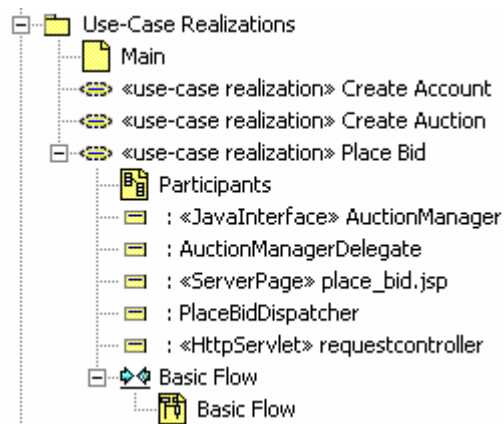 Use-Case Realizations
Main
«use-case realization» Create Account
«use-case realization» Create Auction
«use-case realization» Place Bid
Participants
: «JavaInterface» AuctionManager
: AuctionManagerDelegate
: «ServerPage» place_bid.jsp
: PlaceBidDispatcher
: «HttpServlet» requestcontroller
Basic Flow
Basic Flow